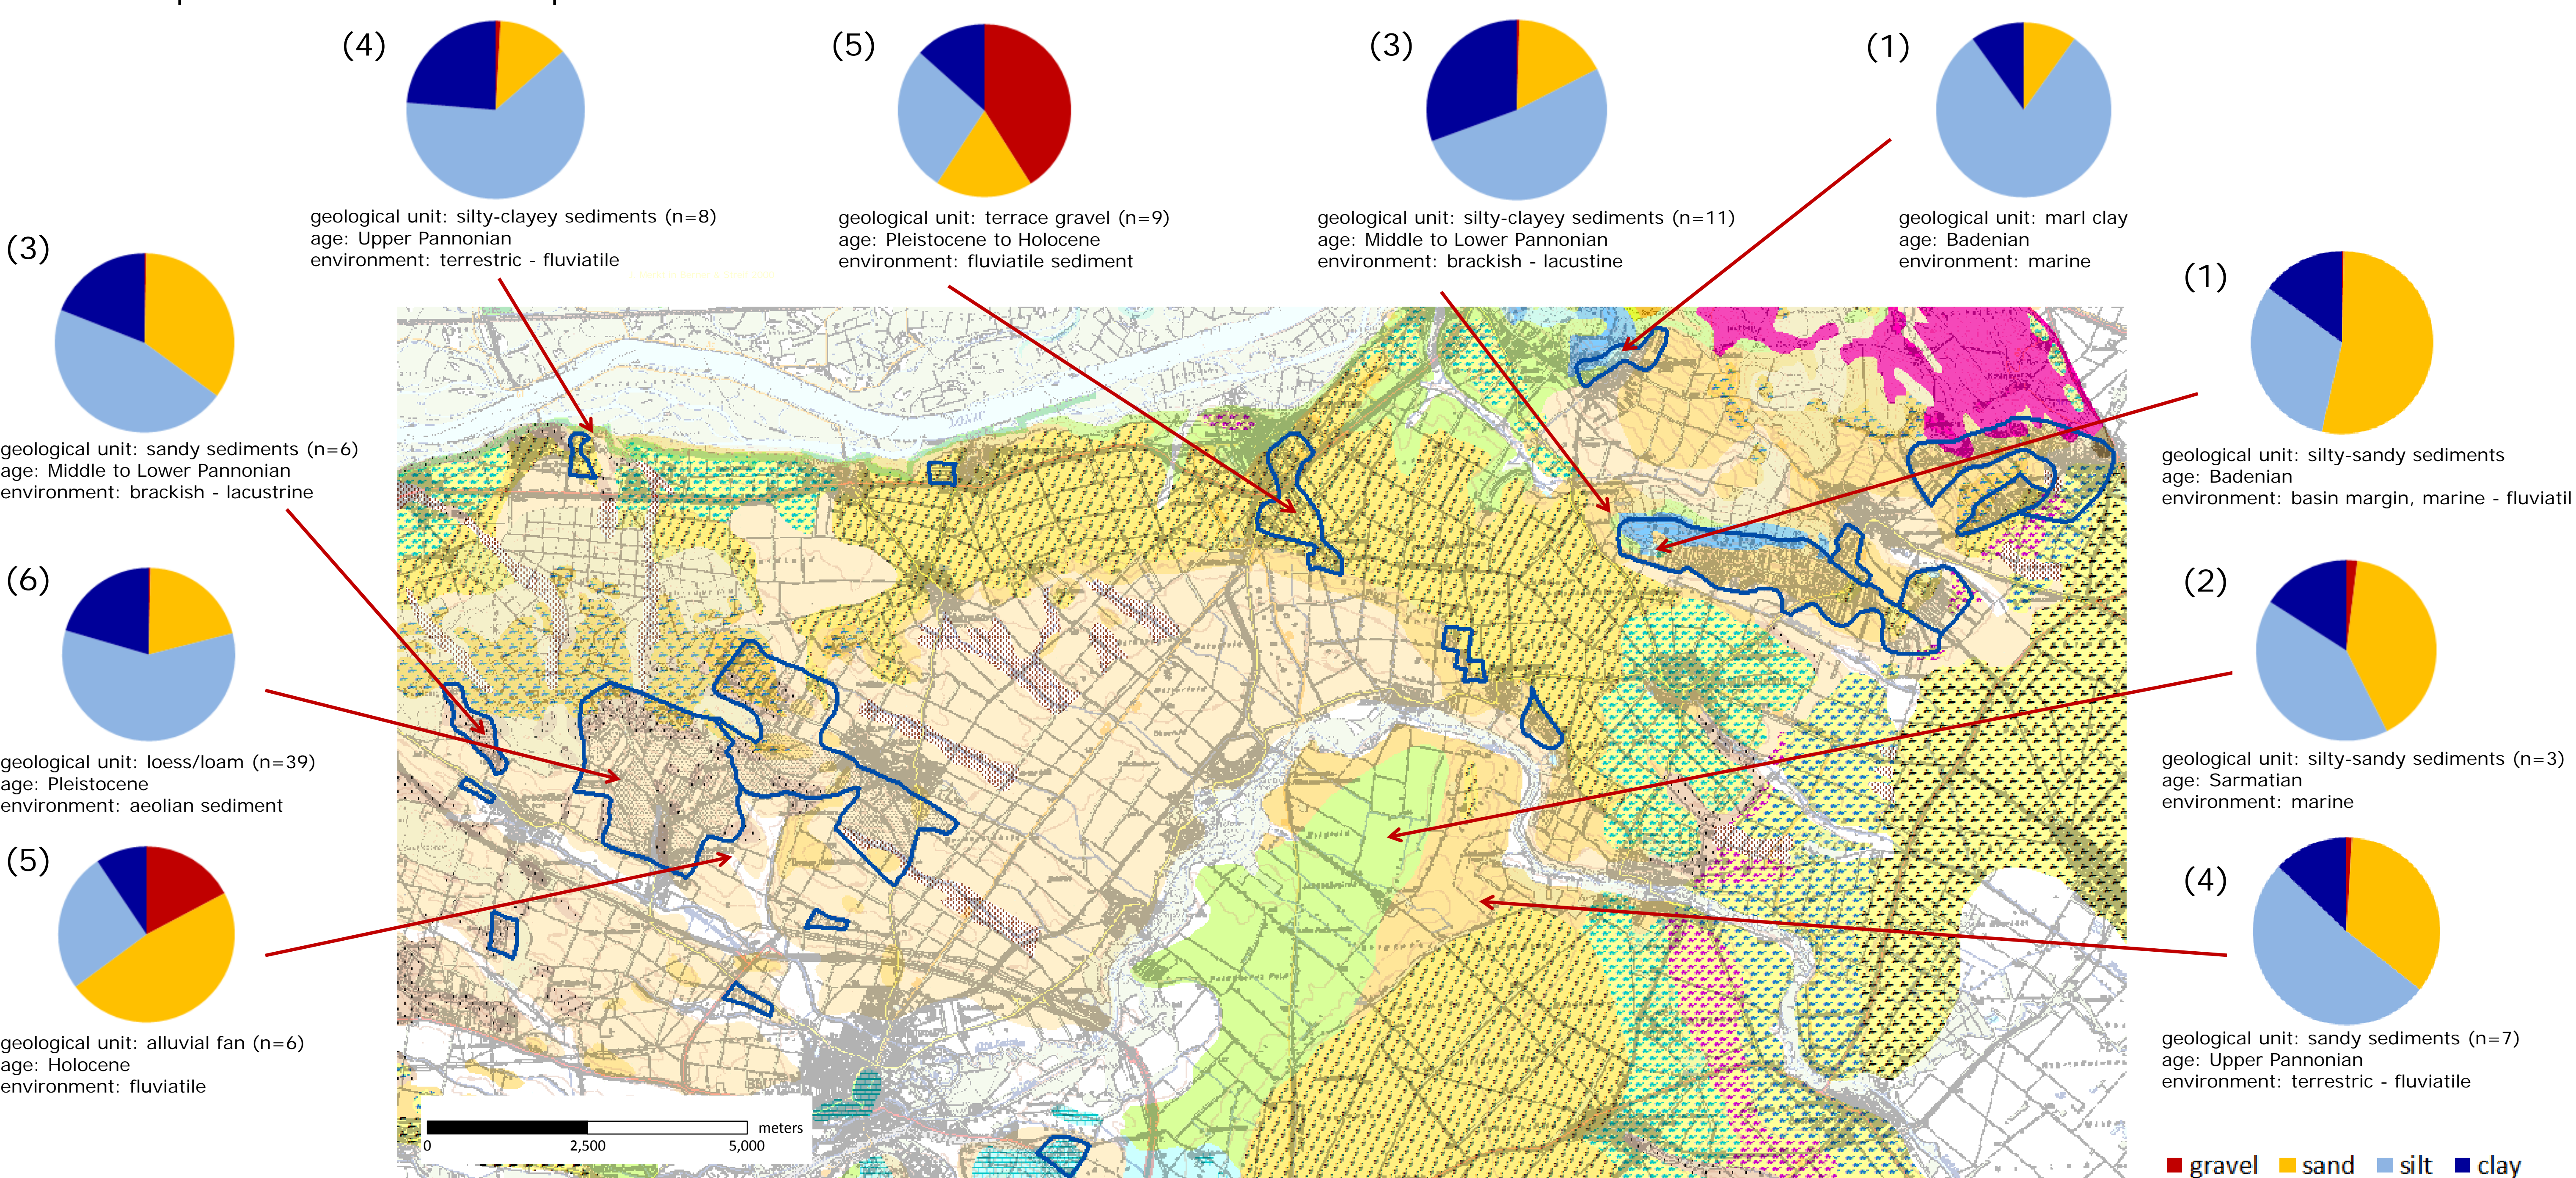 (4)
geological unit: silty-clayey sediments (n=8)
age: Upper Pannonian
environment: terrestric - fluviatile
(5)
geological unit: terrace gravel (n=9)
age: Pleistocene to Holocene
environment: fluviatile sediment
(3)
geological unit: silty-clayey sediments (n=11)
age: Middle to Lower Pannonian
environment: brackish - lacustine
(1)
geological unit: marl clay
age: Badenian
environment: marine
(3)
geological unit: sandy sediments (n=6)
age: Middle to Lower Pannonian
environment: brackish - lacustrine
(1)
geological unit: silty-sandy sediments
age: Badenian
environment: basin margin, marine - fluviatil
(6)
geological unit: loess/loam (n=39)
age: Pleistocene
environment: aeolian sediment
(2)
geological unit: silty-sandy sediments (n=3)
age: Sarmatian
environment: marine
(5)
geological unit: alluvial fan (n=6)
age: Holocene
environment: fluviatile
(4)
geological unit: sandy sediments (n=7)
age: Upper Pannonian
environment: terrestric - fluviatile
meters
0 2,500 5,000
gravel sand silt clay